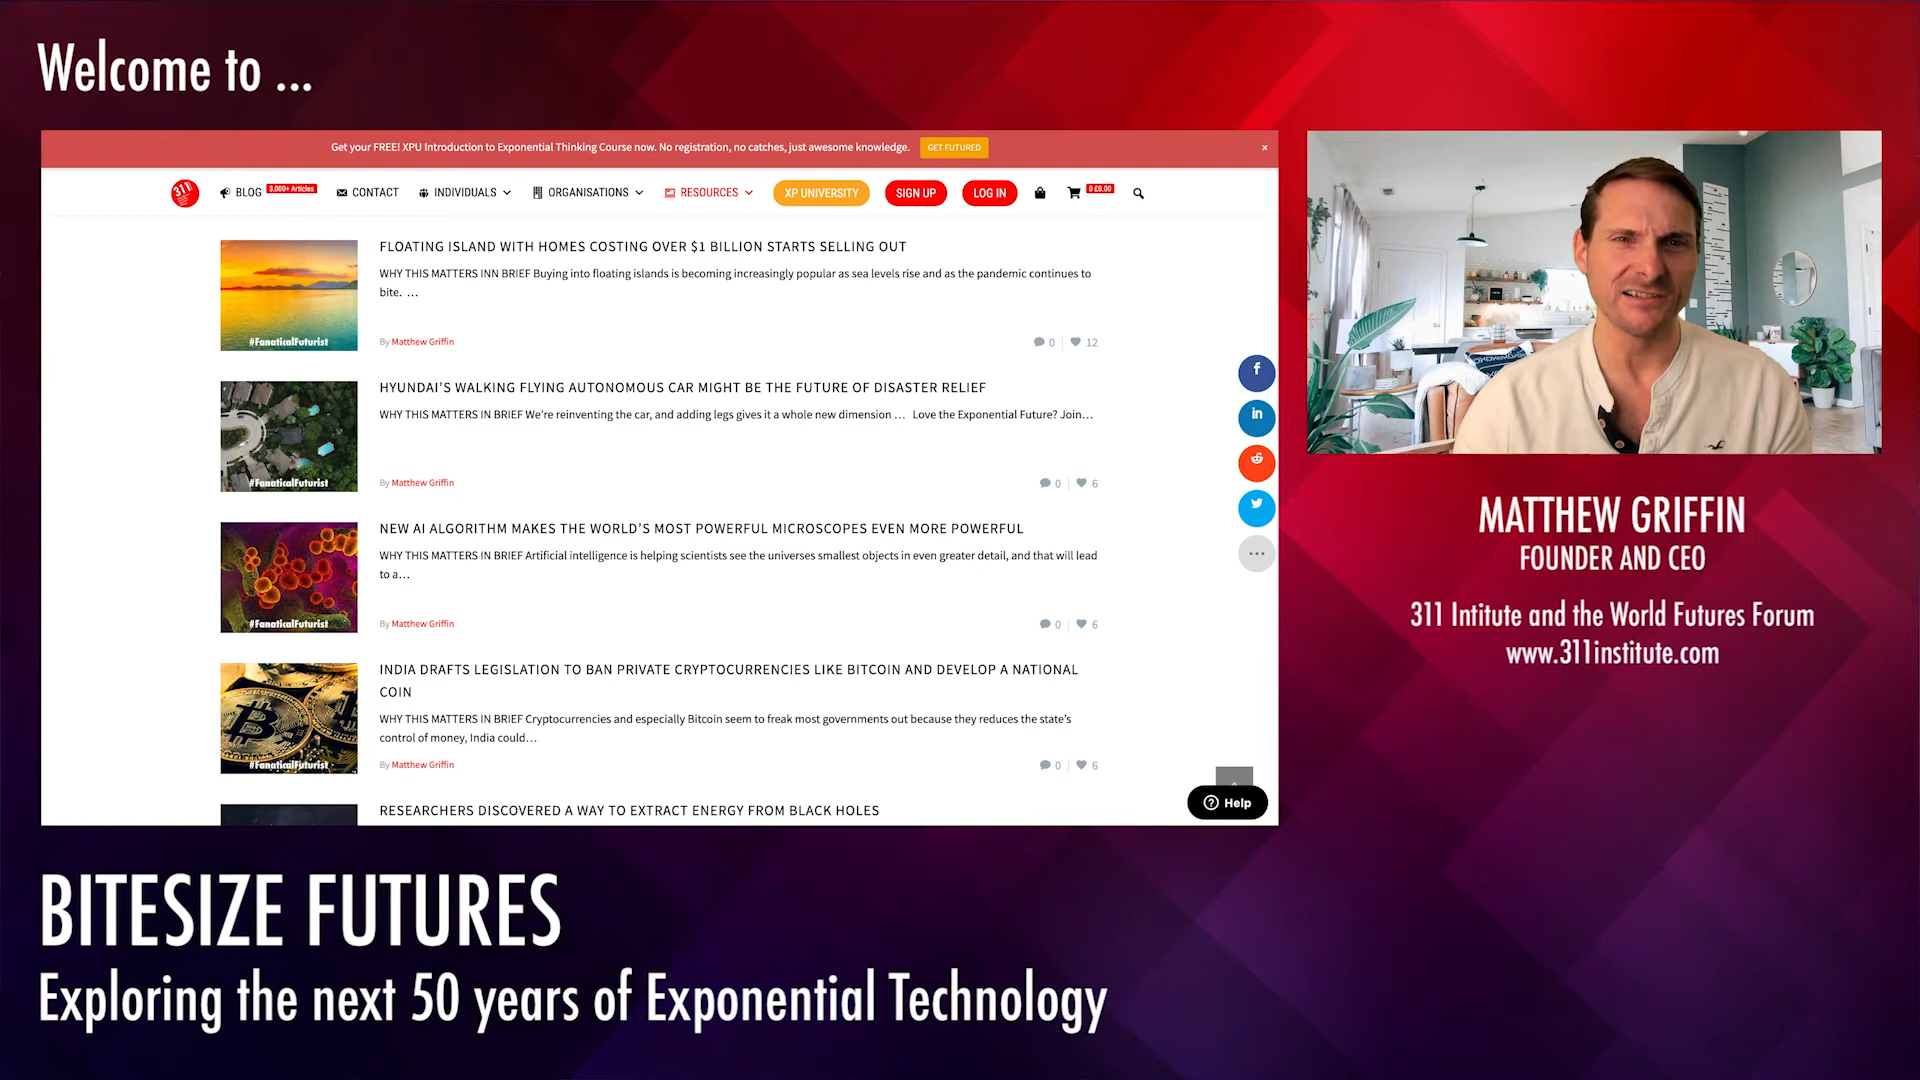 Welcome to ...
Get your FREE! XPU Introduction to Exponential Thinking Course now. No registration, no catches, just awesome knowledge. GET FUTURED ×
311 BLOG 3,000+ Articles CONTACT INDIVIDUALS ORGANISATIONS RESOURCES XP UNIVERSITY SIGN UP LOG IN 0 £0.00
FLOATING ISLAND WITH HOMES COSTING OVER $1 BILLION STARTS SELLING OUT
WHY THIS MATTERS INN BRIEF Buying into floating islands is becoming increasingly popular as sea levels rise and as the pandemic continues to
bite. ...
#FanaticalFuturist
By Matthew Griffin 0 12
HYUNDAI'S WALKING FLYING AUTONOMOUS CAR MIGHT BE THE FUTURE OF DISASTER RELIEF
WHY THIS MATTERS IN BRIEF We're reinventing the car, and adding legs gives it a whole new dimension ... Love the Exponential Future? Join...
#FanaticalFuturist
By Matthew Griffin 0 6
NEW AI ALGORITHM MAKES THE WORLD'S MOST POWERFUL MICROSCOPES EVEN MORE POWERFUL
WHY THIS MATTERS IN BRIEF Artificial intelligence is helping scientists see the universes smallest objects in even greater detail, and that will lead
to a...
#FanaticalFuturist
By Matthew Griffin 0 6
INDIA DRAFTS LEGISLATION TO BAN PRIVATE CRYPTOCURRENCIES LIKE BITCOIN AND DEVELOP A NATIONAL
COIN
WHY THIS MATTERS IN BRIEF Cryptocurrencies and especially Bitcoin seem to freak most governments out because they reduces the state's
control of money, India could...
#FanaticalFuturist
By Matthew Griffin 0 6
RESEARCHERS DISCOVERED A WAY TO EXTRACT ENERGY FROM BLACK HOLES
f
in
...
? Help
MATTHEW GRIFFIN
FOUNDER AND CEO
311 Intitute and the World Futures Forum
www.311institute.com
BITESIZE FUTURES
Exploring the next 50 years of Exponential Technology